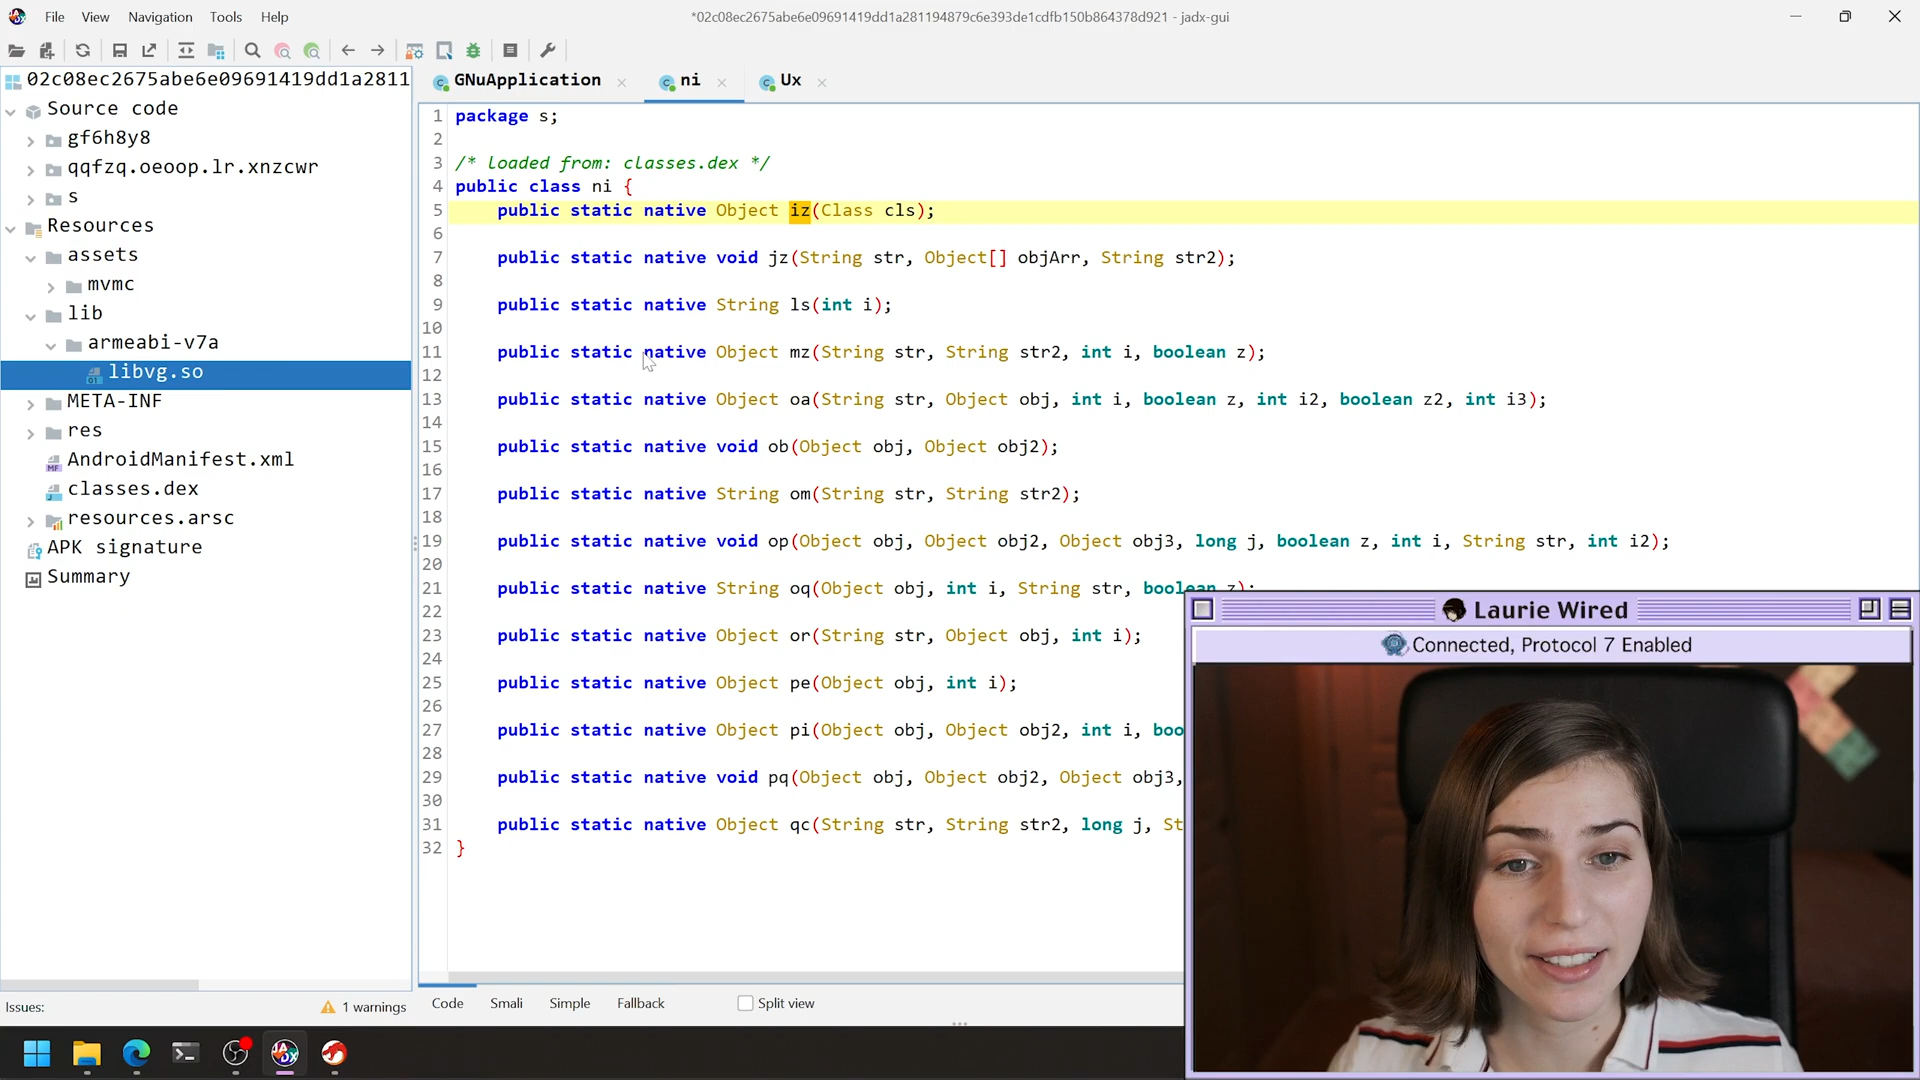 File View Navigation Tools Help
*02c08ec2675abe6e09691419dd1a281194879c6e393de1cdfb150b864378d921 - jadx-gui
02c08ec2675abe6e09691419dd1a2811
Source code
gf6h8y8
qqfzq.oeoop.lr.xnzcwr
s
Resources
assets
mvmc
lib
armeabi-v7a
libvg.so
META-INF
res
AndroidManifest.xml
classes.dex
resources.arsc
APK signature
Summary
Issues: 1 warnings
GNuApplication ni Ux
1 package s;
2
3 /* loaded from: classes.dex */
4 public class ni {
5 public static native Object iz(Class cls);
6
7 public static native void jz(String str, Object[] objArr, String str2);
8
9 public static native String ls(int i);
10
11 public static native Object mz(String str, String str2, int i, boolean z);
12
13 public static native Object oa(String str, Object obj, int i, boolean z, int i2, boolean z2, int i3);
14
15 public static native void ob(Object obj, Object obj2);
16
17 public static native String om(String str, String str2);
18
19 public static native void op(Object obj, Object obj2, Object obj3, long j, boolean z, int i, String str, int i2);
20
21 public static native String oq(Object obj, int i, String str, boolean z);
22
23 public static native Object or(String str, Object obj, int i);
24
25 public static native Object pe(Object obj, int i);
26
27 public static native Object pi(Object obj, Object obj2, int i, boo
28
29 public static native void pq(Object obj, Object obj2, Object obj3,
30
31 public static native Object qc(String str, String str2, long j, St
32 }
Code Smali Simple Fallback Split view
Laurie Wired
Connected, Protocol 7 Enabled